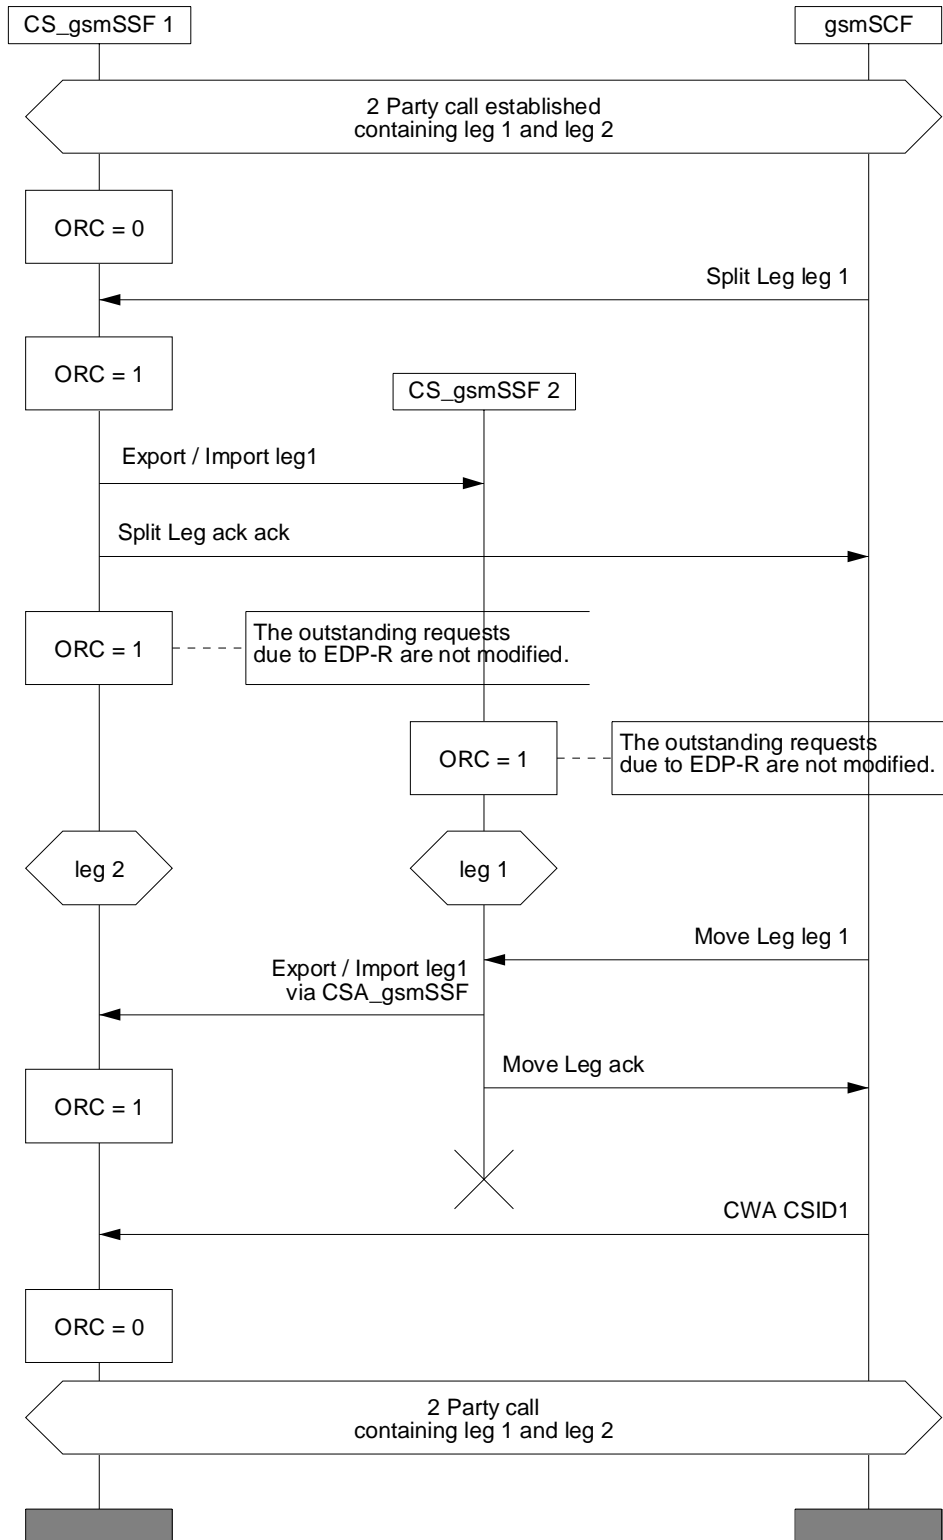 CS_gsmSSF 1
gsmSCF
2 Party call established
containing leg 1 and leg 2
ORC = 0
Split Leg leg 1
ORC = 1
CS_gsmSSF 2
Export / Import leg1
Split Leg ack ack
ORC = 1
The outstanding requests
due to EDP-R are not modified.
ORC = 1
The outstanding requests
due to EDP-R are not modified.
leg 2
leg 1
Move Leg leg 1
Export / Import leg1
via CSA_gsmSSF
Move Leg ack
ORC = 1
CWA CSID1
ORC = 0
2 Party call
containing leg 1 and leg 2